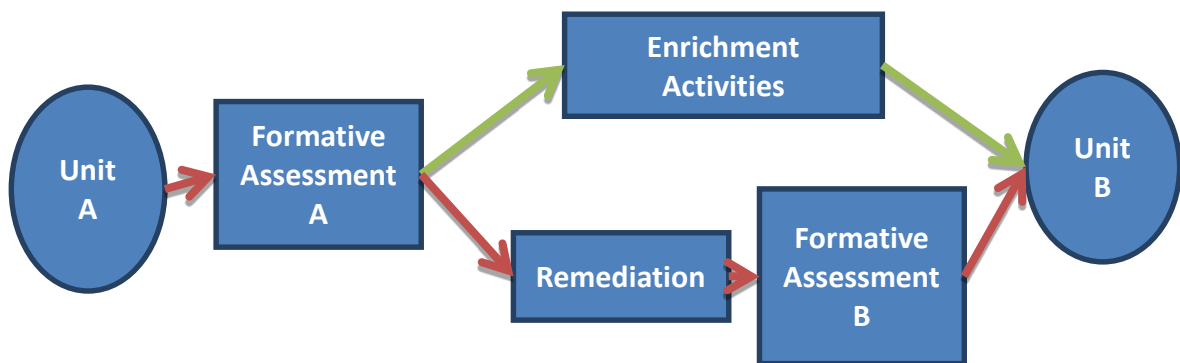 Unit
A
Formative
Assessment
A
Enrichment
Activities
Remediation
Formative
Assessment
B
Unit
B